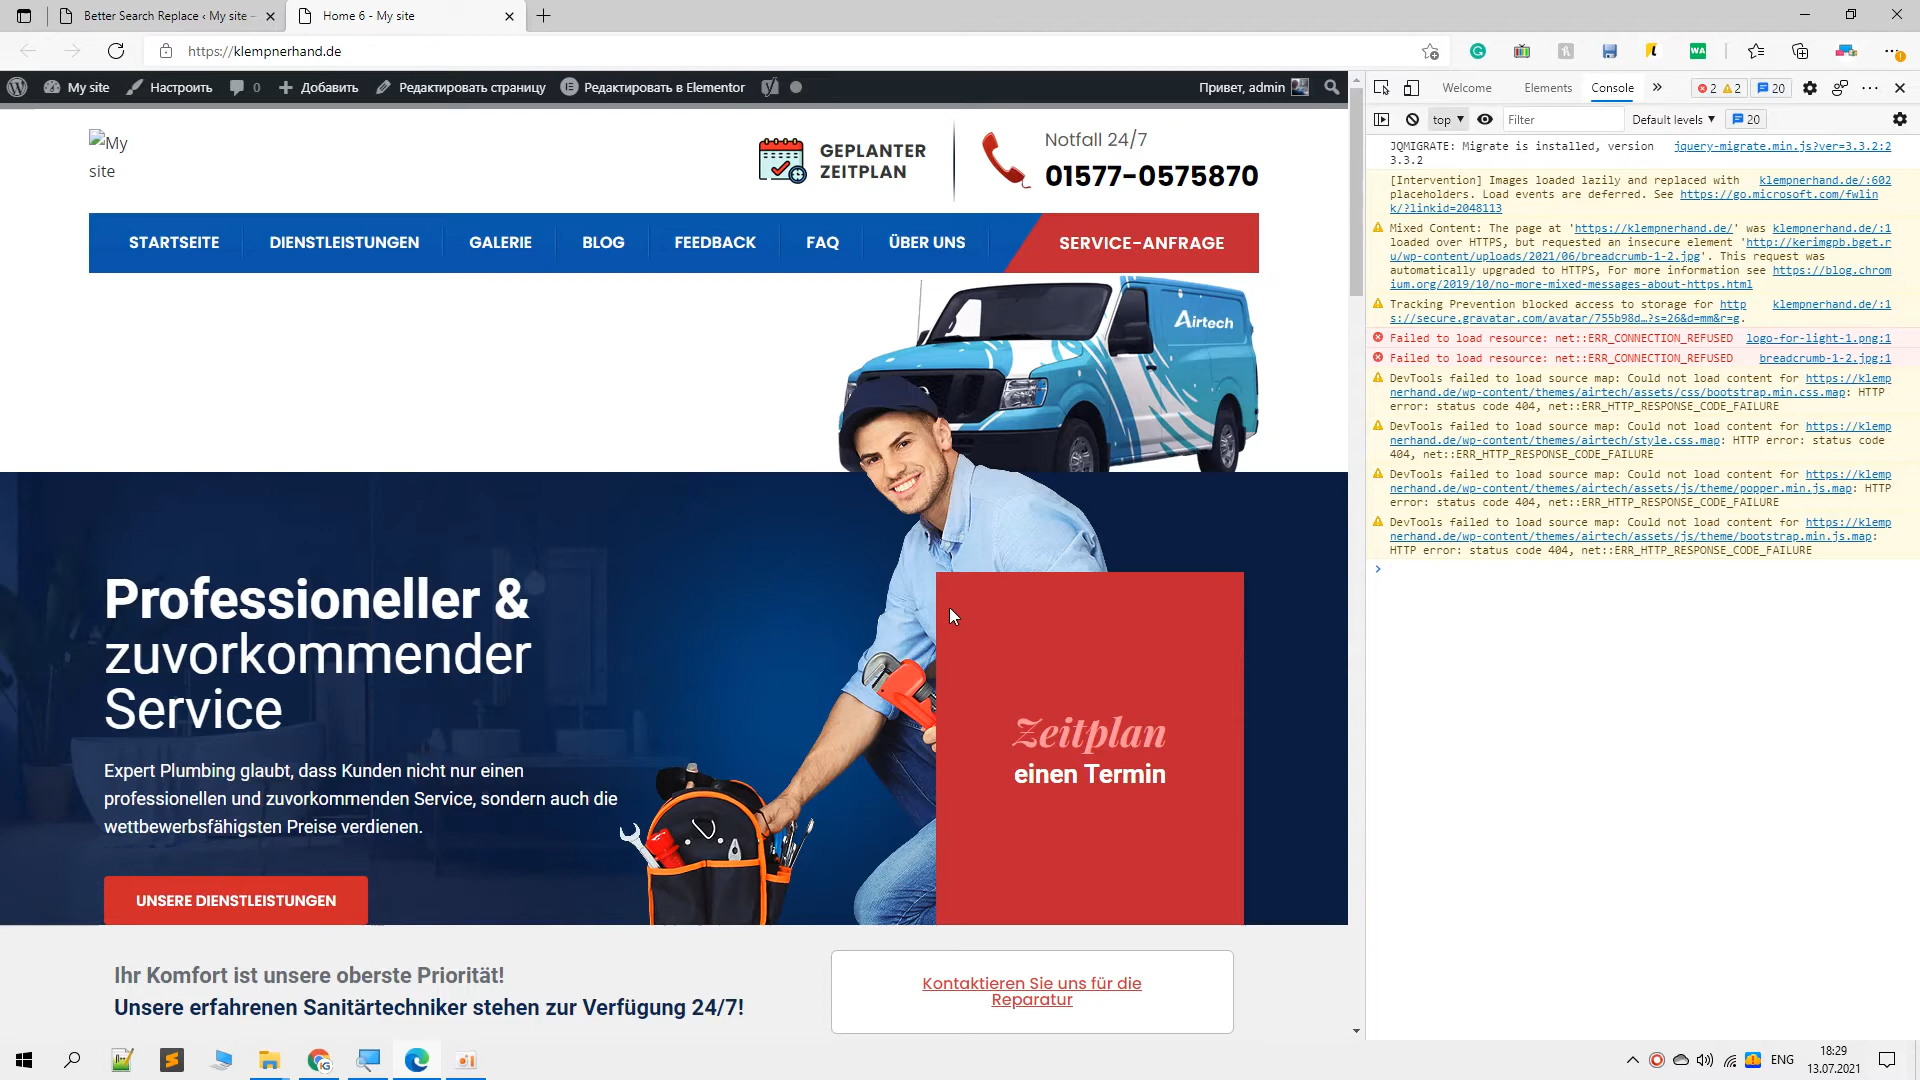 Better Search Replace ‹ My site –
Home 6 - My site
https://klempnerhand.de
My site
Настроить
0
Добавить
Редактировать страницу
Редактировать в Elementor
Привет, admin
My
site
GEPLANTER
ZEITPLAN
Notfall 24/7
01577-0575870
STARTSEITE
DIENSTLEISTUNGEN
GALERIE
BLOG
FEEDBACK
FAQ
ÜBER UNS
SERVICE-ANFRAGE
Airtech
Professioneller &
zuvorkommender
Service
Expert Plumbing glaubt, dass Kunden nicht nur einen
professionellen und zuvorkommenden Service, sondern auch die
wettbewerbsfähigsten Preise verdienen.
UNSERE DIENSTLEISTUNGEN
Zeitplan
einen Termin
Ihr Komfort ist unsere oberste Priorität!
Unsere erfahrenen Sanitärtechniker stehen zur Verfügung 24/7!
Kontaktieren Sie uns für die
Reparatur
Welcome
Elements
Console
2
2
20
top
Filter
Default levels
20
JQMIGRATE: Migrate is installed, version jquery-migrate.min.js?ver=3.3.2:2
3.3.2
[Intervention] Images loaded lazily and replaced with klempnerhand.de/:602
placeholders. Load events are deferred. See https://go.microsoft.com/fwlin
k/?linkid=2048113
Mixed Content: The page at 'https://klempnerhand.de/' was klempnerhand.de/:1
loaded over HTTPS, but requested an insecure element 'http://kerimgpb.bget.r
u/wp-content/uploads/2021/06/breadcrumb-1-2.jpg'. This request was
automatically upgraded to HTTPS, For more information see https://blog.chrom
ium.org/2019/10/no-more-mixed-messages-about-https.html
Tracking Prevention blocked access to storage for http klempnerhand.de/:1
s://secure.gravatar.com/avatar/755b98d…?s=26&d=mm&r=g.
Failed to load resource: net::ERR_CONNECTION_REFUSED logo-for-light-1.png:1
Failed to load resource: net::ERR_CONNECTION_REFUSED breadcrumb-1-2.jpg:1
DevTools failed to load source map: Could not load content for https://klemp
nerhand.de/wp-content/themes/airtech/assets/css/bootstrap.min.css.map: HTTP
error: status code 404, net::ERR_HTTP_RESPONSE_CODE_FAILURE
DevTools failed to load source map: Could not load content for https://klemp
nerhand.de/wp-content/themes/airtech/style.css.map: HTTP error: status code
404, net::ERR_HTTP_RESPONSE_CODE_FAILURE
DevTools failed to load source map: Could not load content for https://klemp
nerhand.de/wp-content/themes/airtech/assets/js/theme/popper.min.js.map: HTTP
error: status code 404, net::ERR_HTTP_RESPONSE_CODE_FAILURE
DevTools failed to load source map: Could not load content for https://klemp
nerhand.de/wp-content/themes/airtech/assets/js/theme/bootstrap.min.js.map:
HTTP error: status code 404, net::ERR_HTTP_RESPONSE_CODE_FAILURE
ENG
18:29
13.07.2021